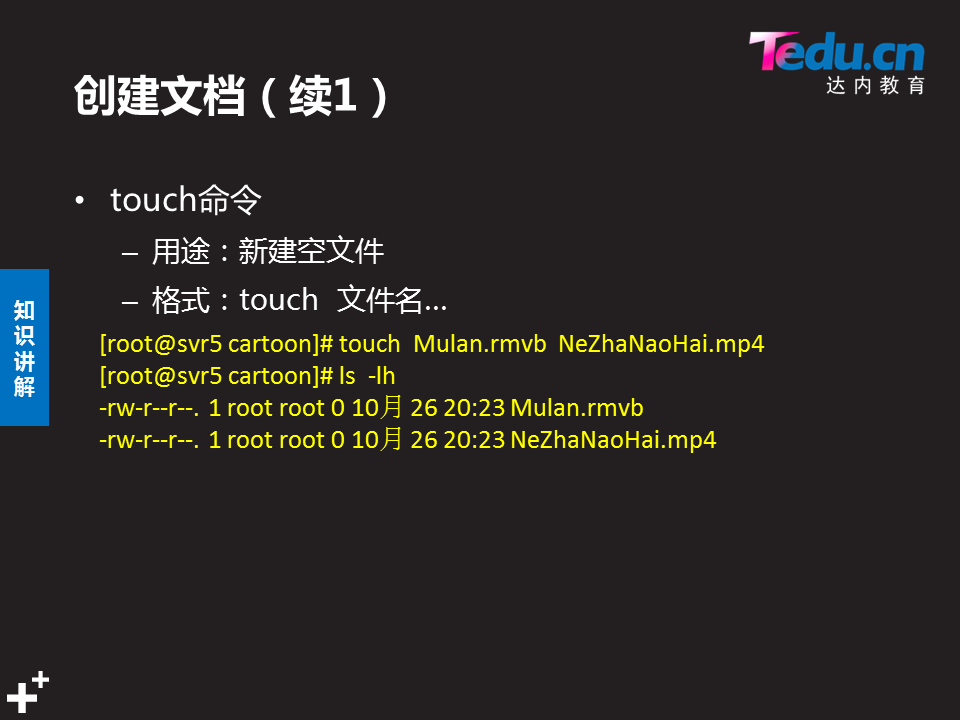 Tedu.cn
达内教育
创建文档（续1）
• touch命令
– 用途：新建空文件
– 格式：touch  文件名...
知识讲解
[root@svr5 cartoon]# touch  Mulan.rmvb  NeZhaNaoHai.mp4
[root@svr5 cartoon]# ls  -lh
-rw-r--r--. 1 root root 0 10月 26 20:23 Mulan.rmvb
-rw-r--r--. 1 root root 0 10月 26 20:23 NeZhaNaoHai.mp4